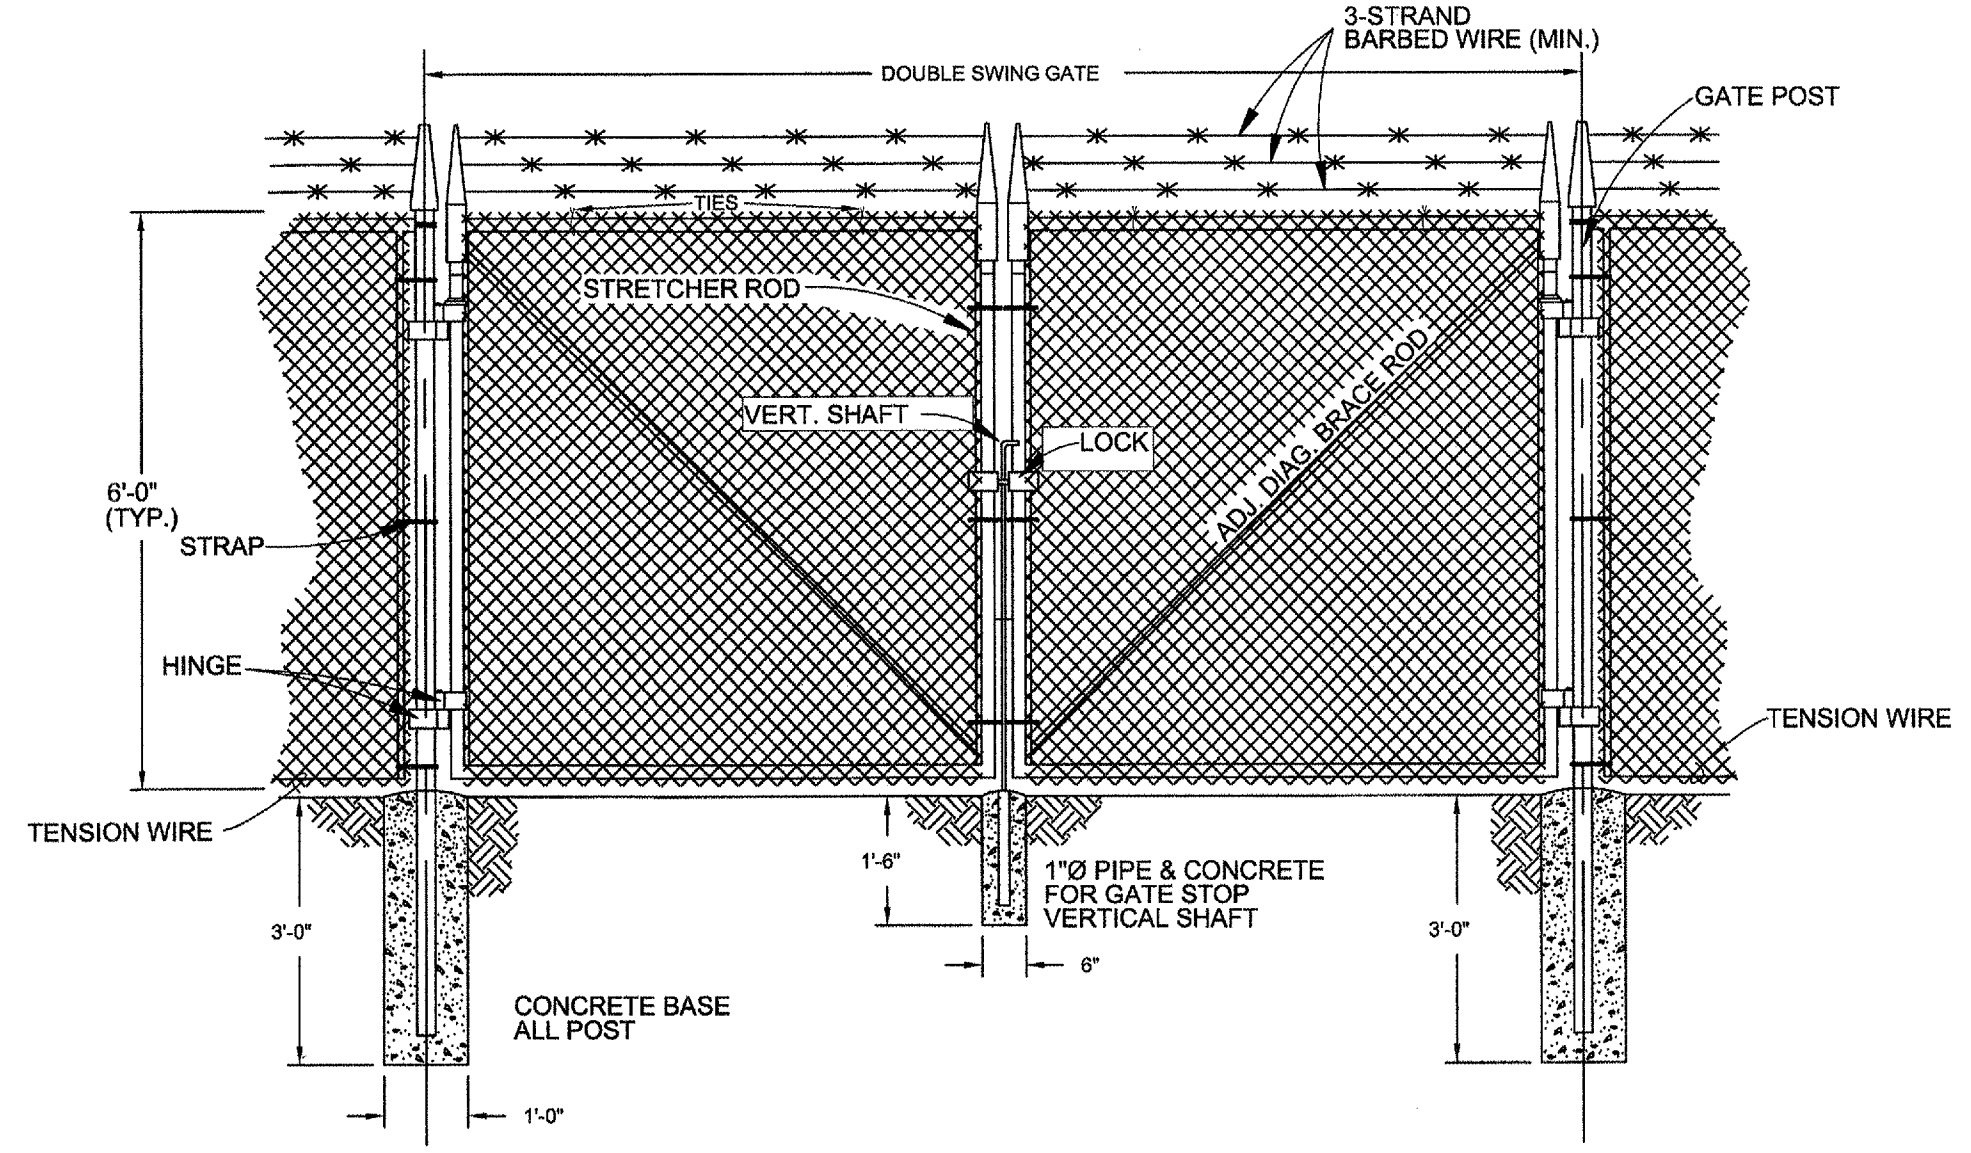 3-STRAND
BARBED WIRE (MIN.)
DOUBLE SWING GATE
GATE POST
TIES
STRETCHER ROD
VERT. SHAFT
LOCK
ADJ. DIAG. BRACE ROD
6'-0"
(TYP.)
STRAP
HINGE
TENSION WIRE
TENSION WIRE
1'-6"
1"Ø PIPE & CONCRETE
FOR GATE STOP
VERTICAL SHAFT
3'-0"
3'-0"
6"
CONCRETE BASE
ALL POST
1'-0"